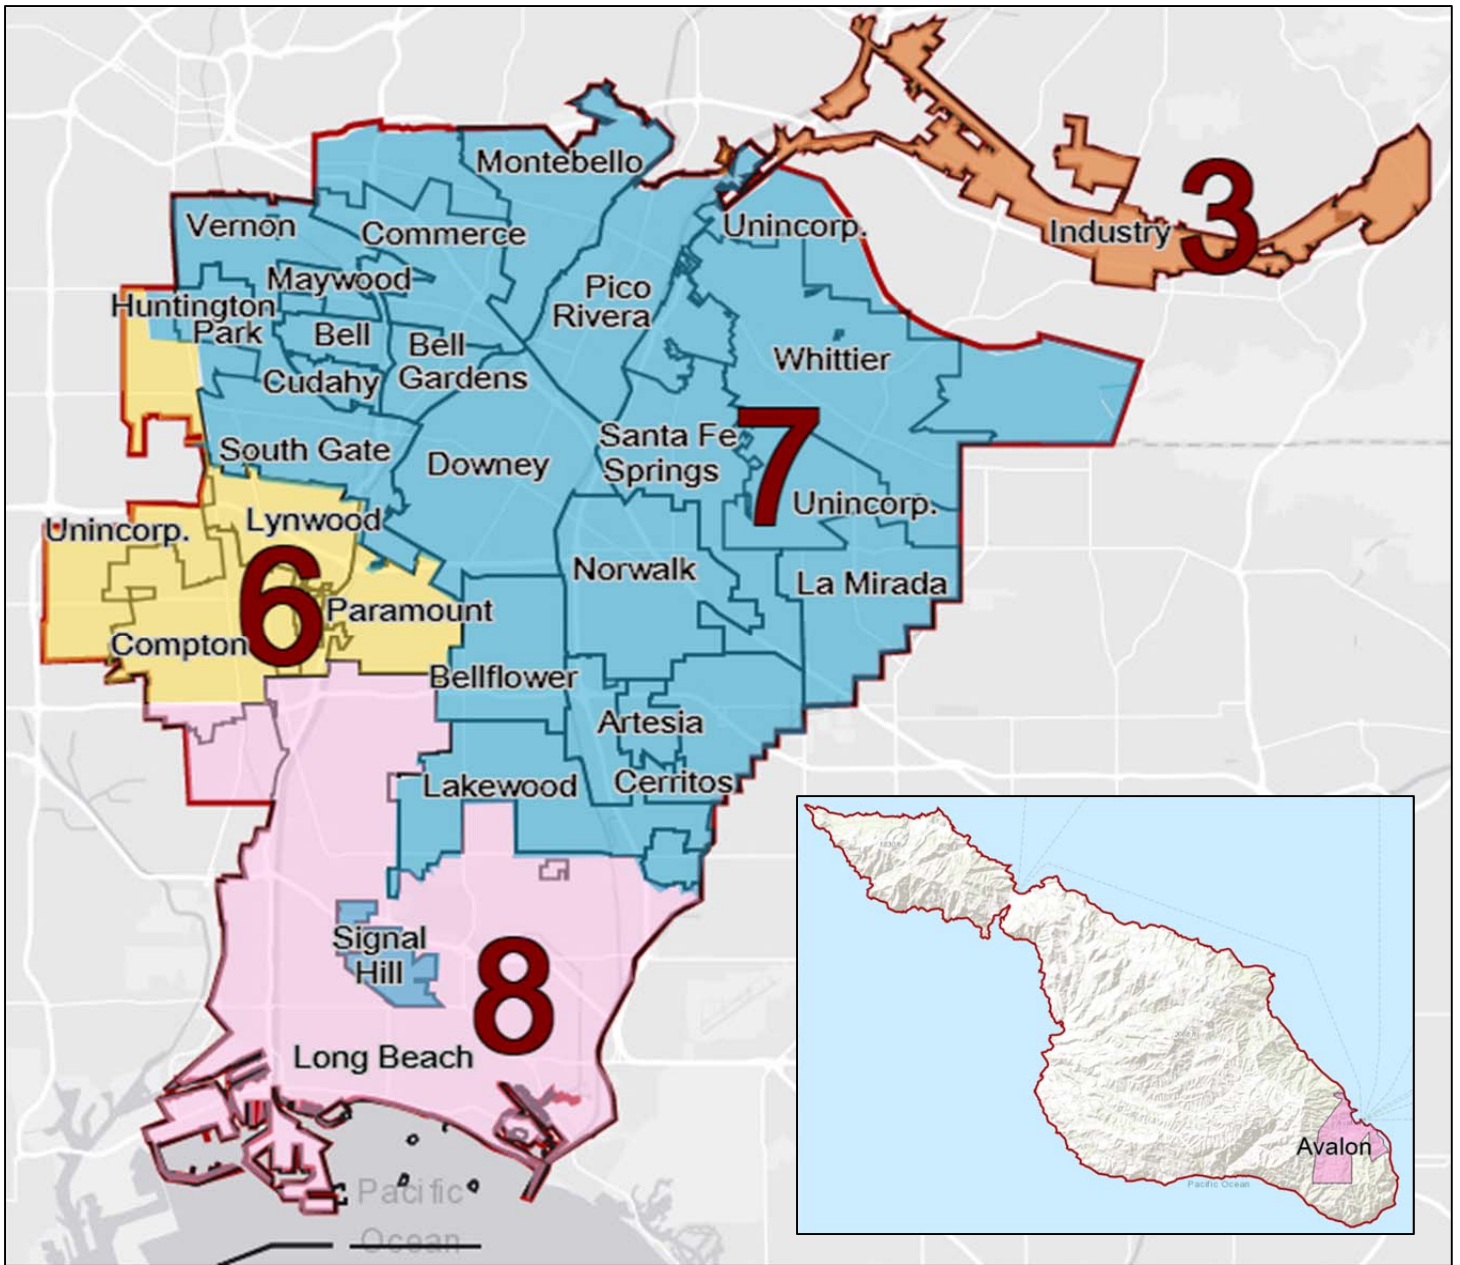 Montebello
Vernon
Commerce
Unincorp.
Industry
3
Maywood
Huntington
Park
Bell
Bell
Gardens
Pico
Rivera
Whittier
Cudahy
South Gate
Downey
Santa Fe
Springs
7
Unincorp.
Unincorp.
Lynwood
6
Norwalk
La Mirada
Paramount
Compton
Bellflower
Artesia
Lakewood
Cerritos
Signal
Hill
8
Long Beach
Pacific
Ocean
Avalon
Pacific Ocean